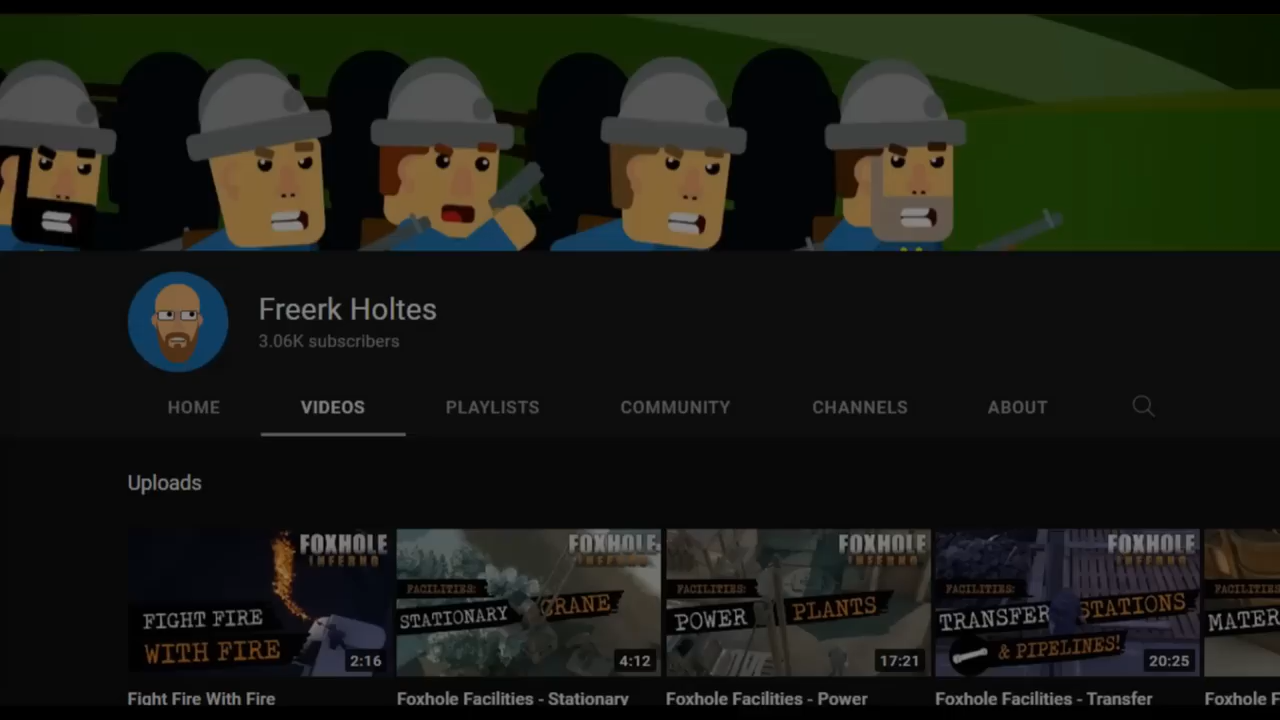 Freerk Holtes
3.06K subscribers
HOME VIDEOS PLAYLISTS COMMUNITY CHANNELS ABOUT
Uploads
FOXHOLE
INFERNO
FIGHT FIRE
WITH FIRE
2:16
FOXHOLE
INFERNO
FACILITIES:
STATIONARY CRANE
4:12
FOXHOLE
INFERNO
FACILITIES:
POWER PLANTS
17:21
FOXHOLE
INFERNO
FACILITIES:
TRANSFER STATIONS
& PIPELINES!
20:25
FACILITIES:
MATER
Fight Fire With Fire
Foxhole Facilities - Stationary
Foxhole Facilities - Power
Foxhole Facilities - Transfer
Foxhole F